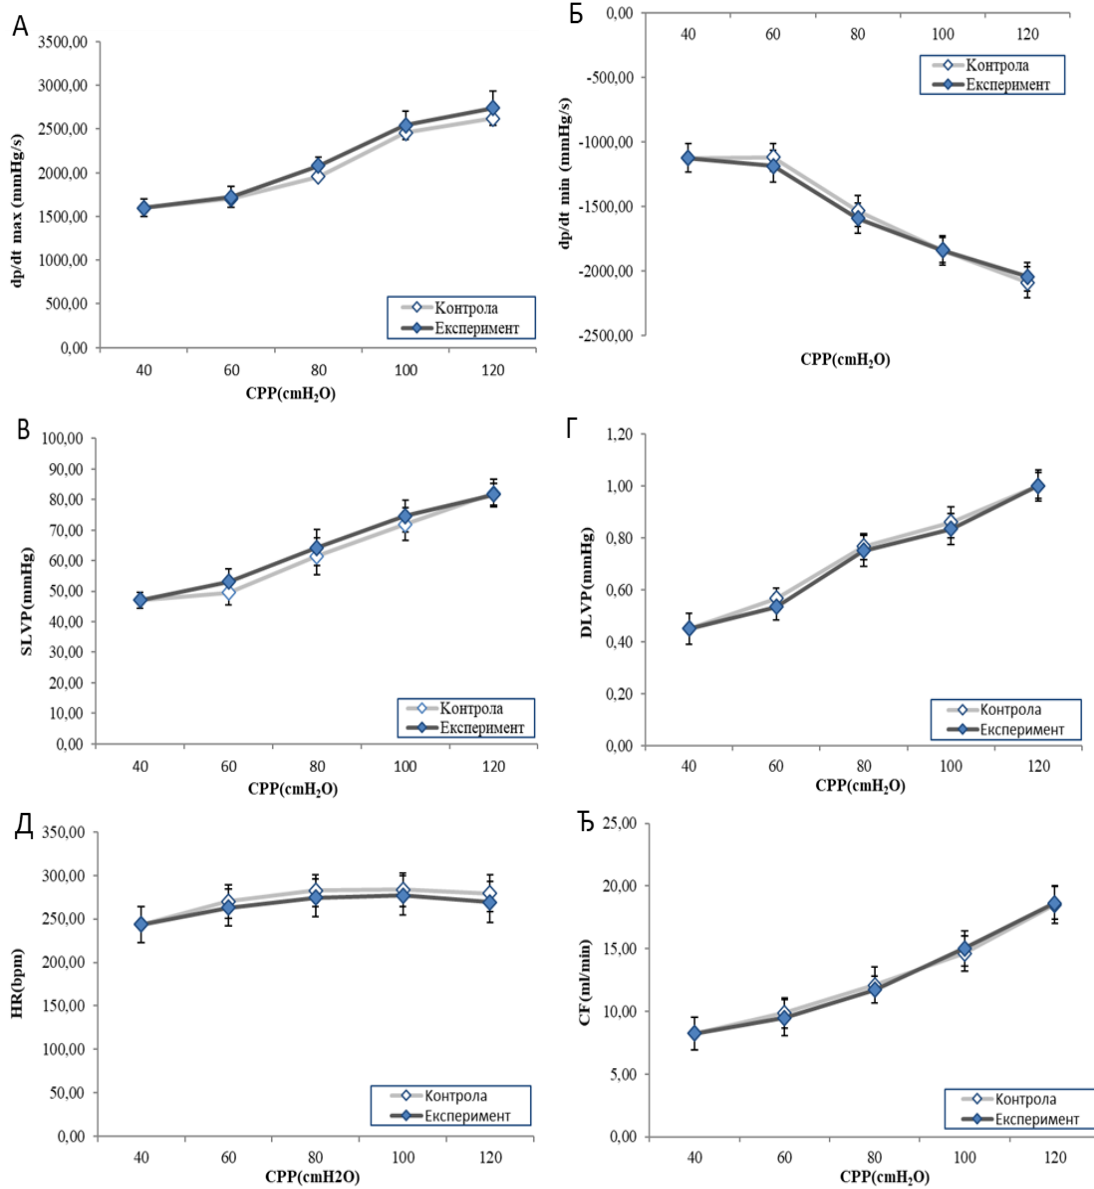 А
3500,00
3000,00
2500,00
2000,00
1500,00
1000,00
500,00
0,00
dp/dt max (mmHg/s)
40 60 80 100 120
CPP(cmH₂O)
Контрола
Експеримент
Б
0,00
-500,00
-1000,00
-1500,00
-2000,00
-2500,00
dp/dt min (mmHg/s)
40 60 80 100 120
CPP(cmH₂O)
Контрола
Експеримент
В
100,00
90,00
80,00
70,00
60,00
50,00
40,00
30,00
20,00
10,00
0,00
SLVP(mmHg)
40 60 80 100 120
CPP(cmH₂O)
Контрола
Експеримент
Г
1,20
1,00
0,80
0,60
0,40
0,20
0,00
DLVP(mmHg)
40 60 80 100 120
CPP(cmH₂O)
Контрола
Експеримент
Д
350,00
300,00
250,00
200,00
150,00
100,00
50,00
0,00
HR(bpm)
40 60 80 100 120
CPP(cmH2O)
Контрола
Експеримент
Ђ
25,00
20,00
15,00
10,00
5,00
0,00
CF(ml/min)
40 60 80 100 120
CPP(cmH₂O)
Контрола
Експеримент